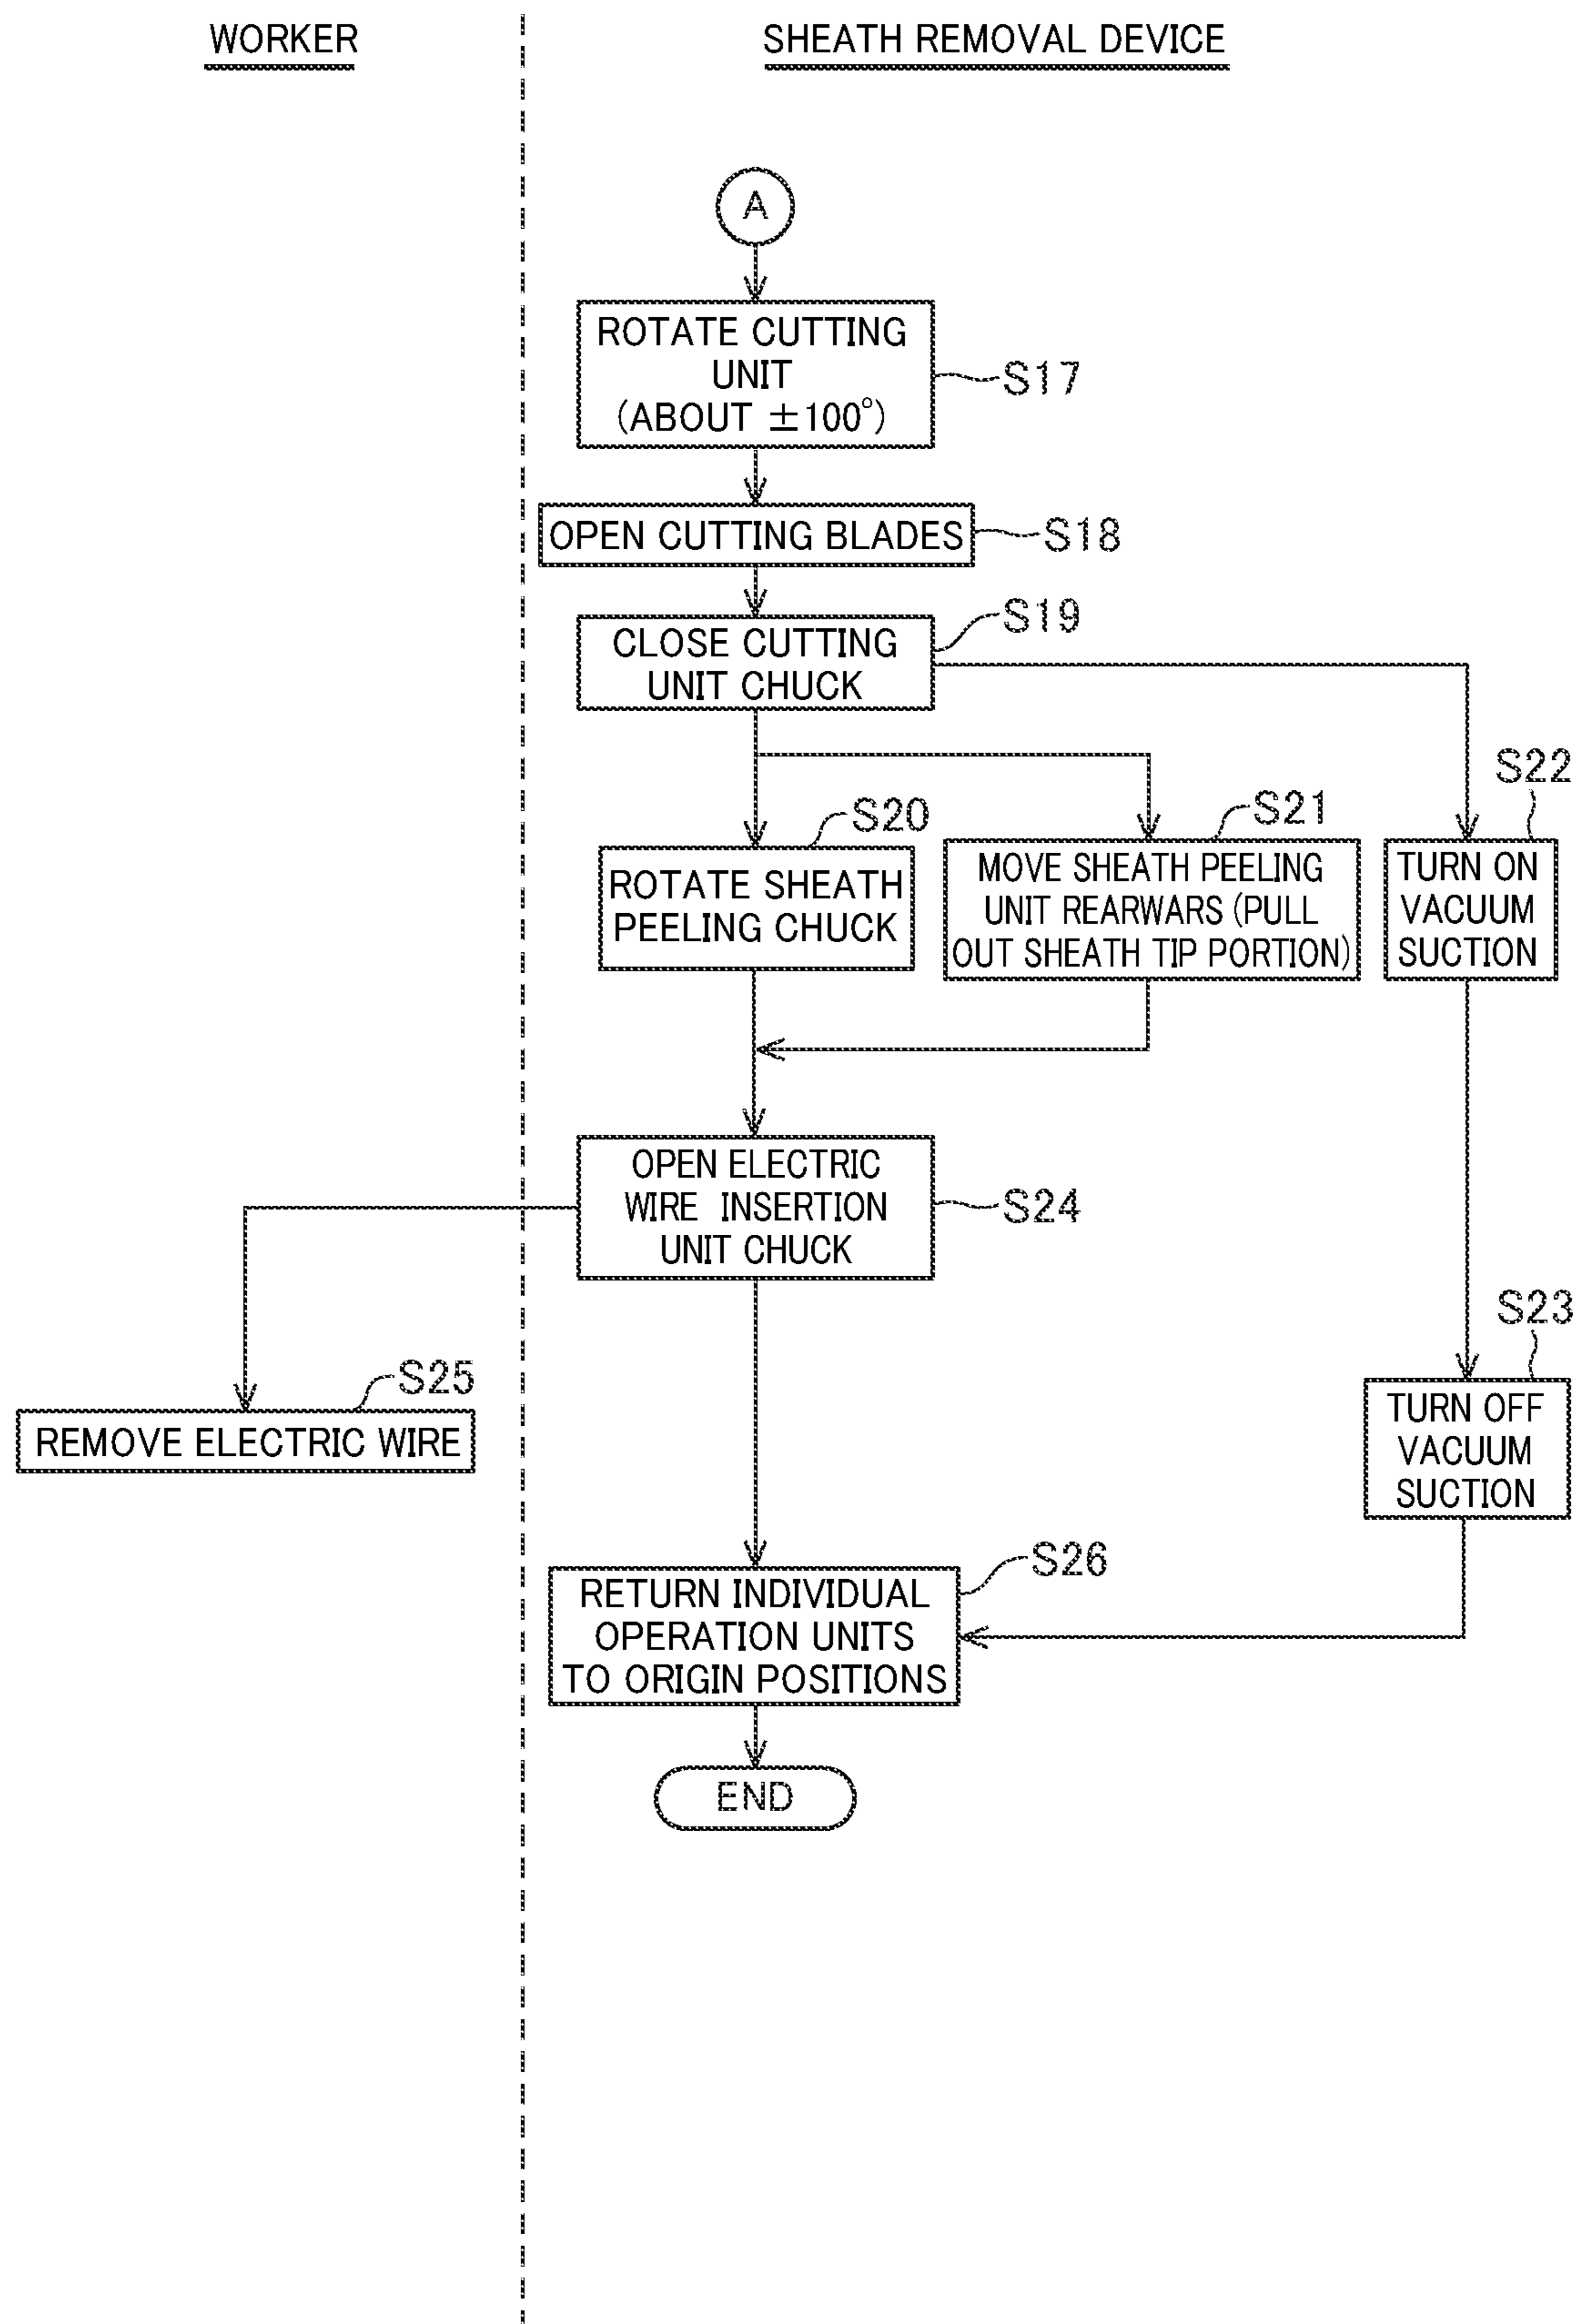 WORKER
SHEATH REMOVAL DEVICE
A
ROTATE CUTTING
UNIT
(ABOUT ±100°)
S17
OPEN CUTTING BLADES
S18
CLOSE CUTTING
UNIT CHUCK
S19
S20
ROTATE SHEATH
PEELING CHUCK
S21
MOVE SHEATH PEELING
UNIT REARWARS (PULL
OUT SHEATH TIP PORTION)
S22
TURN ON
VACUUM
SUCTION
OPEN ELECTRIC
WIRE INSERTION
UNIT CHUCK
S24
S23
TURN OFF
VACUUM
SUCTION
S25
REMOVE ELECTRIC WIRE
S26
RETURN INDIVIDUAL
OPERATION UNITS
TO ORIGIN POSITIONS
END